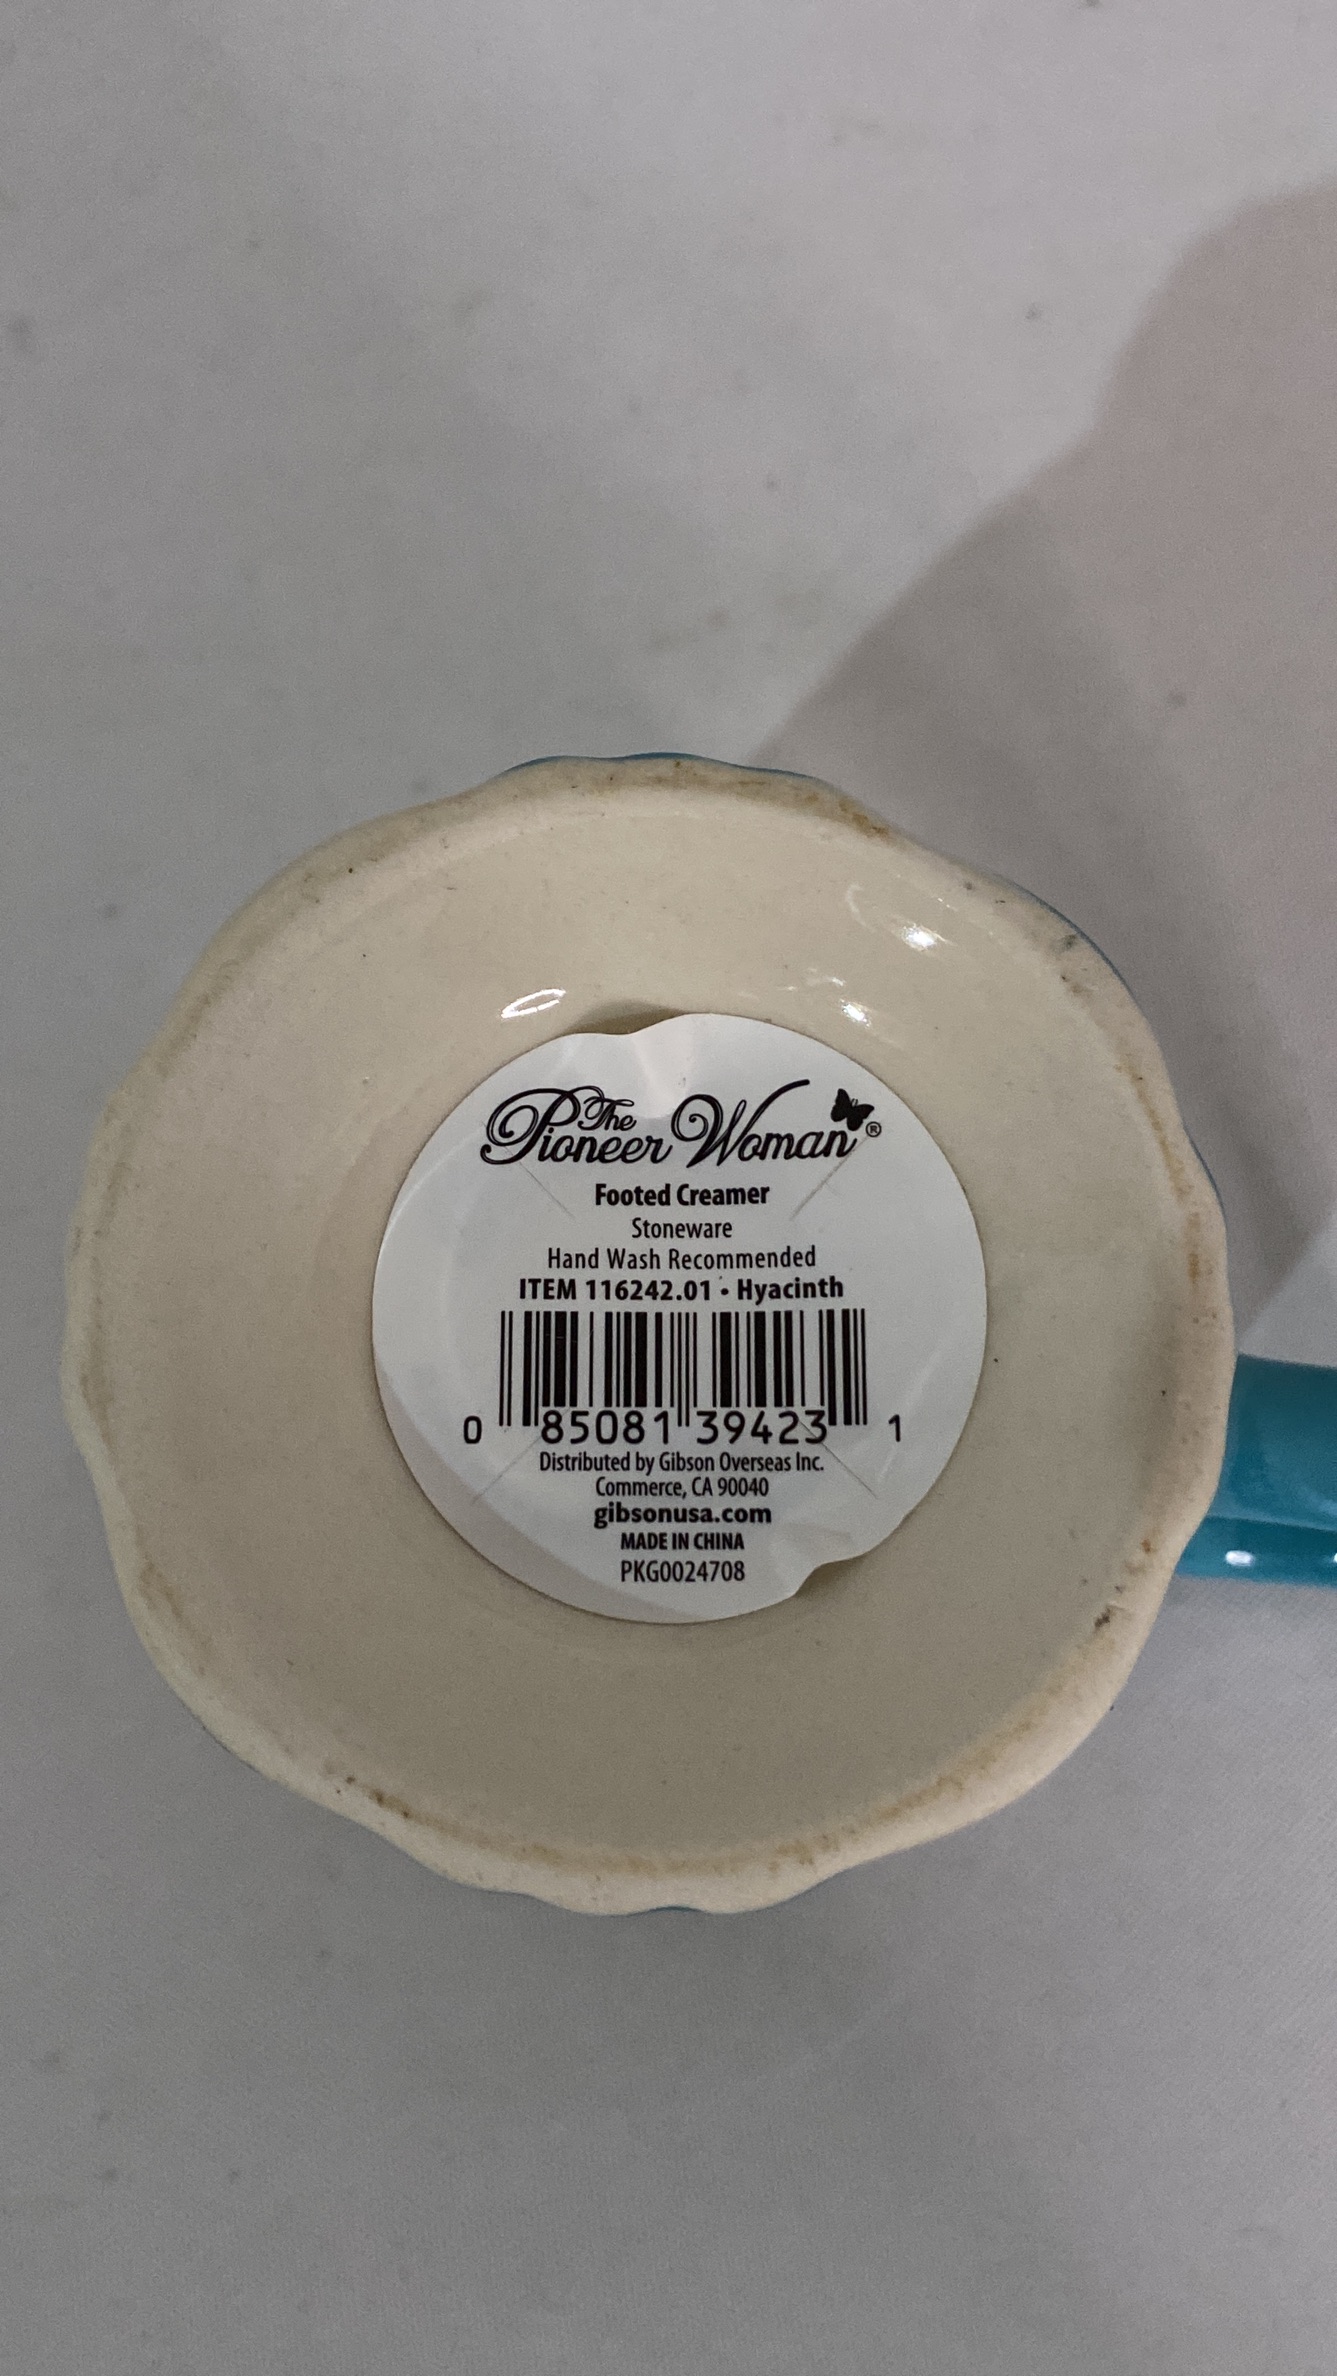 The
Pioneer Woman®
Footed Creamer
Stoneware
Hand Wash Recommended
ITEM 116242.01 • Hyacinth
0 85081 39423 1
Distributed by Gibson Overseas Inc.
Commerce, CA 90040
gibsonusa.com
MADE IN CHINA
PKG0024708